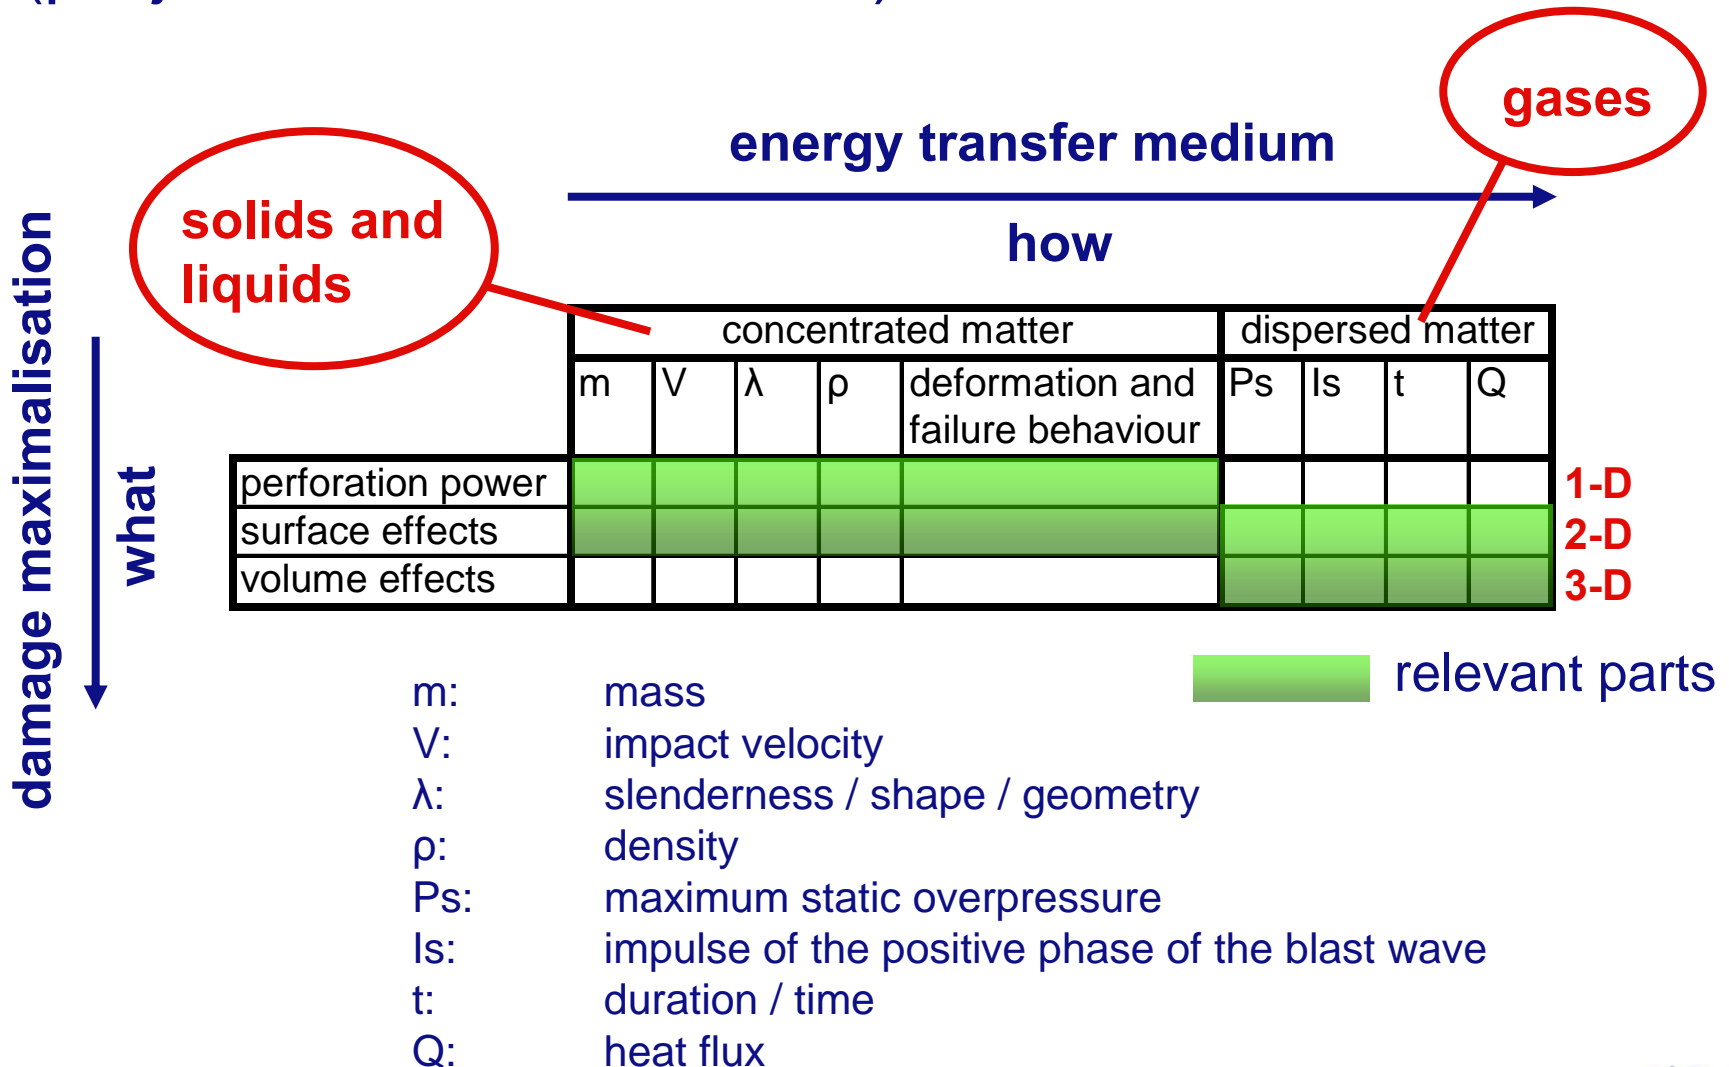 gases
energy transfer medium
solids and
liquids
how
damage maximalisation
what
concentrated matter dispersed matter
m V λ ρ deformation and failure behaviour Ps Is t Q
perforation power 1-D
surface effects 2-D
volume effects 3-D
relevant parts
m: mass
V: impact velocity
λ: slenderness / shape / geometry
ρ: density
Ps: maximum static overpressure
Is: impulse of the positive phase of the blast wave
t: duration / time
Q: heat flux